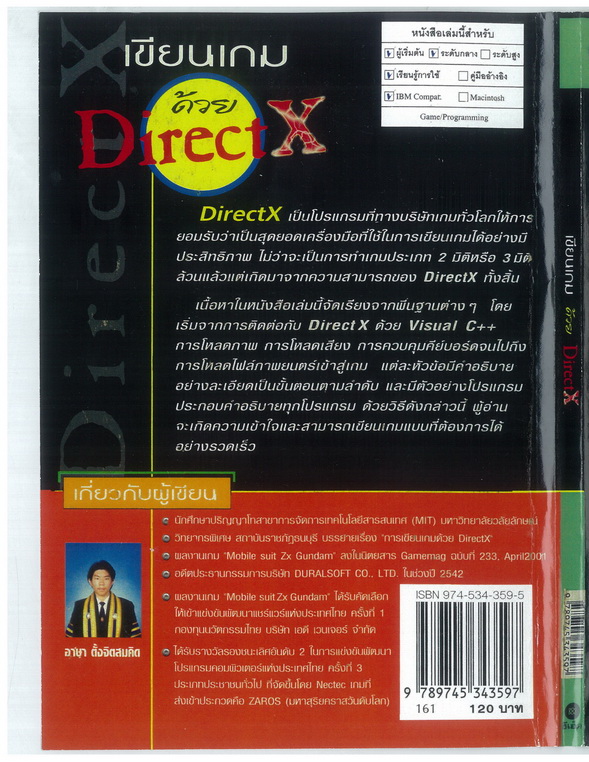 DirectX
เขียนเกม
ด้วย
DirectX
หนังสือเล่มนี้สำหรับ
ผู้เริ่มต้น ระดับกลาง ระดับสูง
เรียนรู้การใช้ คู่มืออ้างอิง
IBM Compat. Macintosh
Game/Programming
DirectX เป็นโปรแกรมที่ทางบริษัทเกมทั่วโลกให้การ
ยอมรับว่าเป็นสุดยอดเครื่องมือที่ใช้ในการเขียนเกมได้อย่างมี
ประสิทธิภาพ ไม่ว่าจะเป็นการทำเกมประเภท 2 มิติหรือ 3 มิติ
ล้วนแล้วแต่เกิดมาจากความสามารถของ DirectX ทั้งสิ้น
เนื้อหาในหนังสือเล่มนี้จัดเรียงจากพื้นฐานต่าง ๆ โดย
เริ่มจากการติดต่อกับ DirectX ด้วย Visual C++
การโหลดภาพ การโหลดเสียง การควบคุมคีย์บอร์ดจนไปถึง
การโหลดไฟล์ภาพยนตร์เข้าสู่เกม แต่ละหัวข้อมีคำอธิบาย
อย่างละเอียดเป็นขั้นตอนตามลำดับ และมีตัวอย่างโปรแกรม
ประกอบคำอธิบายทุกโปรแกรม ด้วยวิธีดังกล่าวนี้ ผู้อ่าน
จะเกิดความเข้าใจและสามารถเขียนเกมแบบที่ต้องการได้
อย่างรวดเร็ว
เกี่ยวกับผู้เขียน
นักศึกษาปริญญาโทสาขาการจัดการเทคโนโลยีสารสนเทศ (MIT) มหาวิทยาลัยวลัยลักษณ์
วิทยากรพิเศษ สถาบันราชภัฏธนบุรี บรรยายเรื่อง "การเขียนเกมด้วย DirectX"
ผลงานเกม "Mobile suit Zx Gundam" ลงในนิตยสาร Gamemag ฉบับที่ 233, April2001
อดีตประธานกรรมการบริษัท DURALSOFT CO., LTD. ในช่วงปี 2542
ผลงานเกม "Mobile suit Zx Gundam" ได้รับคัดเลือก
ให้เข้าแข่งขันพัฒนาแชร์แวร์แห่งประเทศไทย ครั้งที่ 1
กองทุนนวัตกรรมไทย บริษัท เอดี เวนเจอร์ จำกัด
ได้รับรางวัลรองชนะเลิศอันดับ 2 ในการแข่งขันพัฒนา
โปรแกรมคอมพิวเตอร์แห่งประเทศไทย ครั้งที่ 3
ประเภทประชาชนทั่วไป ที่จัดขึ้นโดย Nectec เกมที่
ส่งเข้าประกวดคือ ZAROS (มหาสุริยคราสวันดับโลก)
อาษา ตั้งจิตสมคิด
ISBN 974-534-359-5
9 789745 343597
161 120 บาท
เขียนเกม ด้วย DirectX
9 789745 343597